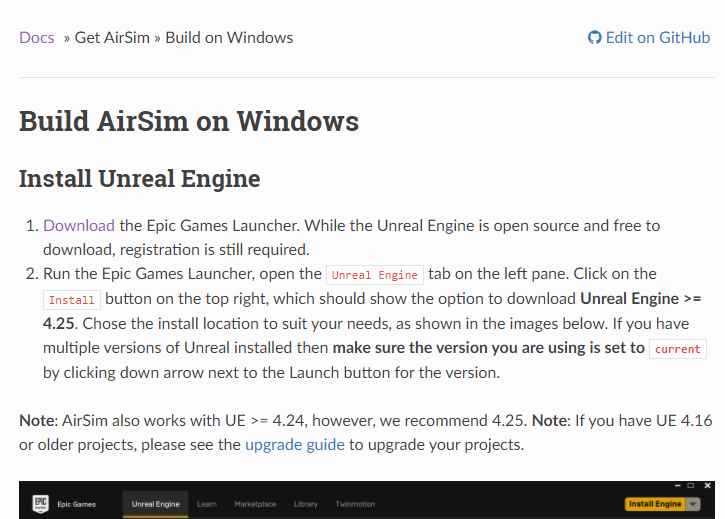 Docs » Get AirSim » Build on Windows Edit on GitHub
Build AirSim on Windows
Install Unreal Engine
1. Download the Epic Games Launcher. While the Unreal Engine is open source and free to
download, registration is still required.
2. Run the Epic Games Launcher, open the Unreal Engine tab on the left pane. Click on the
Install button on the top right, which should show the option to download Unreal Engine >=
4.25. Chose the install location to suit your needs, as shown in the images below. If you have
multiple versions of Unreal installed then make sure the version you are using is set to current
by clicking down arrow next to the Launch button for the version.
Note: AirSim also works with UE >= 4.24, however, we recommend 4.25. Note: If you have UE 4.16
or older projects, please see the upgrade guide to upgrade your projects.
EPIC Epic Games Unreal Engine Learn Marketplace Library Twinmotion Install Engine